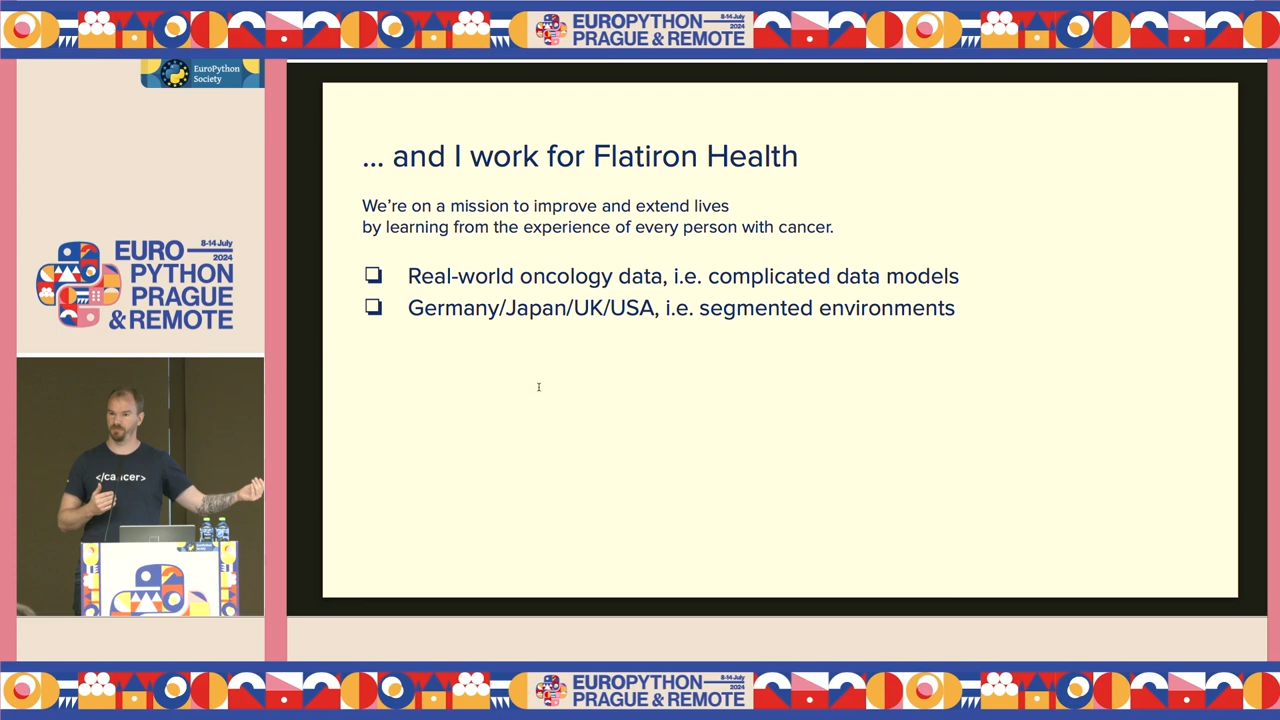 EUROPYTHON
8-14 July
2024
PRAGUE & REMOTE
EuroPython
Society
EURO
8-14 July
2024
PYTHON
PRAGUE
& REMOTE
... and I work for Flatiron Health
We're on a mission to improve and extend lives
by learning from the experience of every person with cancer.
Real-world oncology data, i.e. complicated data models
Germany/Japan/UK/USA, i.e. segmented environments
</cancer>
EUROPYTHON
8-14 July
2024
PRAGUE & REMOTE